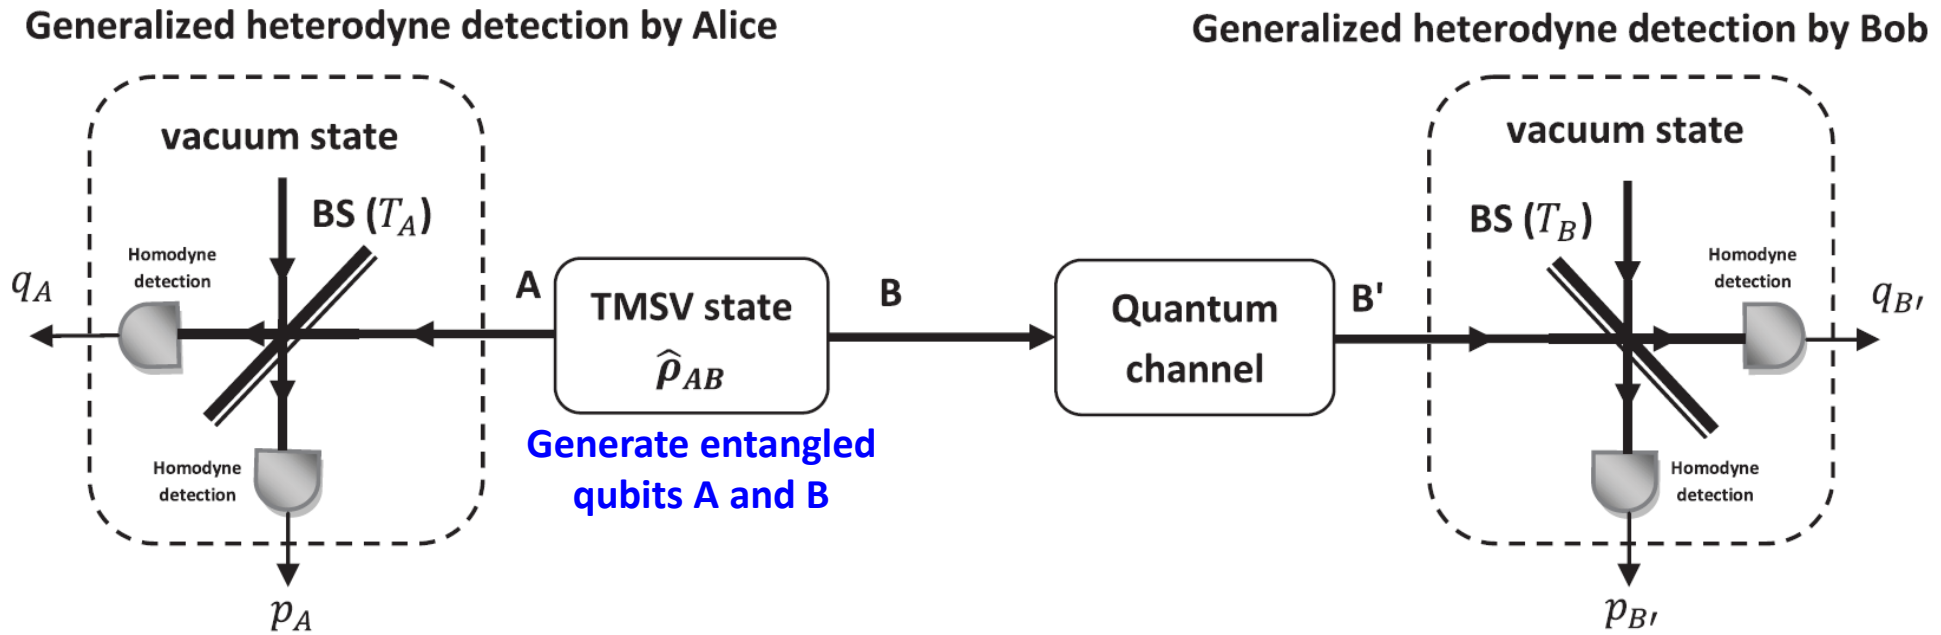 Generalized heterodyne detection by Alice
Generalized heterodyne detection by Bob
vacuum state
BS (T_A)
Homodyne
detection
q_A
Homodyne
detection
p_A
A
TMSV state
ρ̂_AB
Generate entangled
qubits A and B
B
Quantum
channel
B'
vacuum state
BS (T_B)
Homodyne
detection
q_B′
Homodyne
detection
p_B′